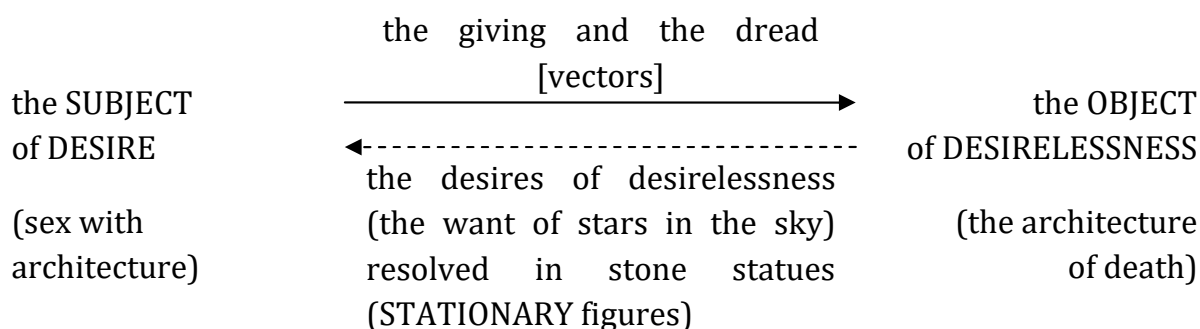 the giving and the dread
[vectors]
the SUBJECT
of DESIRE
the OBJECT
of DESIRELESSNESS
the desires of desirelessness
(the want of stars in the sky)
resolved in stone statues
(STATIONARY figures)
(sex with
architecture)
(the architecture
of death)